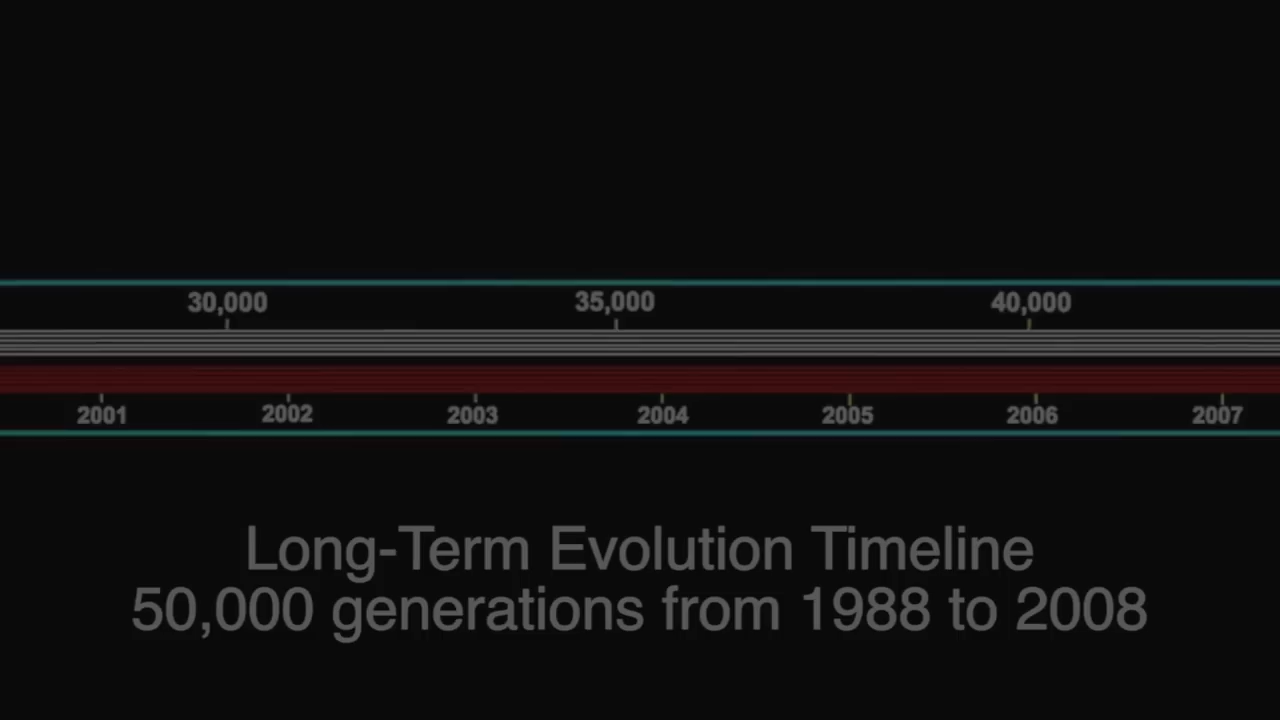 30,000 35,000 40,000
2001 2002 2003 2004 2005 2006 2007
Long-Term Evolution Timeline
50,000 generations from 1988 to 2008